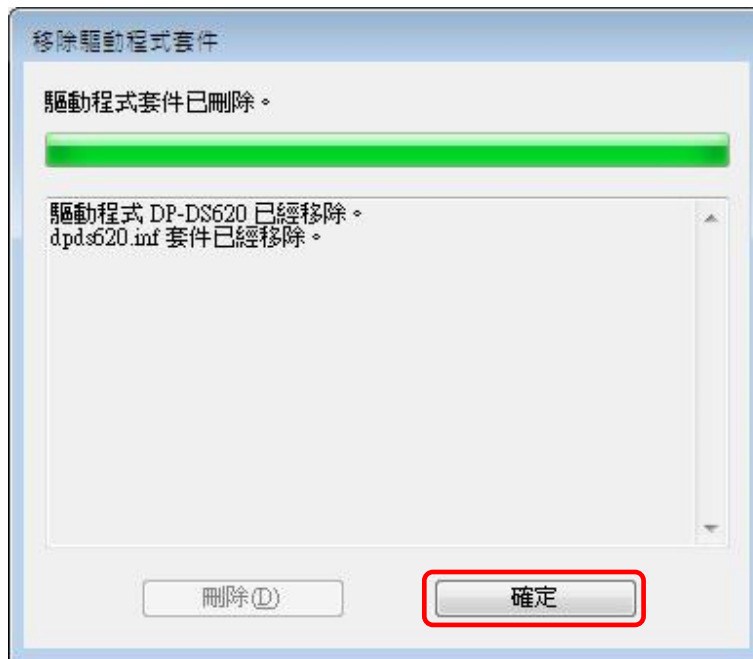 移除驅動程式套件
驅動程式套件已刪除。
驅動程式 DP-DS620 已經移除。
dpds620.inf 套件已經移除。
刪除(D)
確定